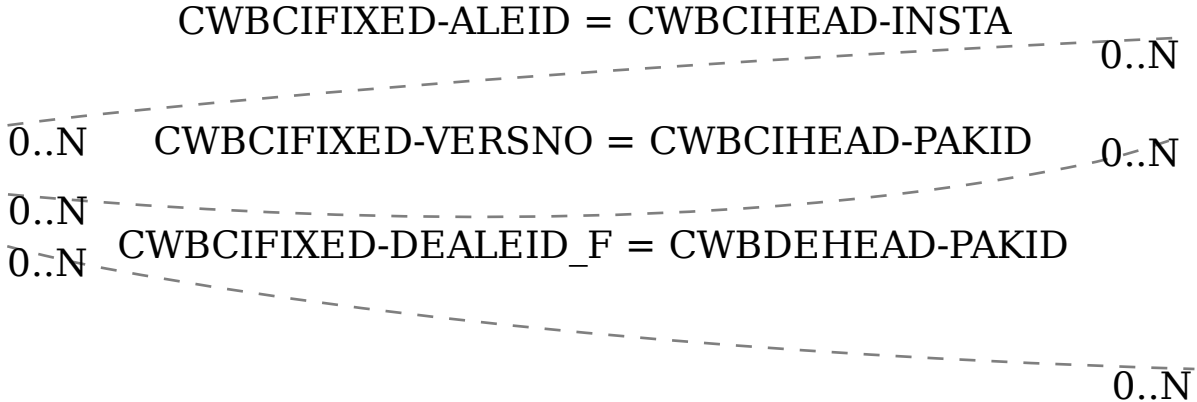 CWBCIFIXED-ALEID = CWBCIHEAD-INSTA
0..N
0..N
CWBCIFIXED-VERSNO = CWBCIHEAD-PAKID
0..N
0..N
CWBCIFIXED-DEALEID_F = CWBDEHEAD-PAKID
0..N
0..N